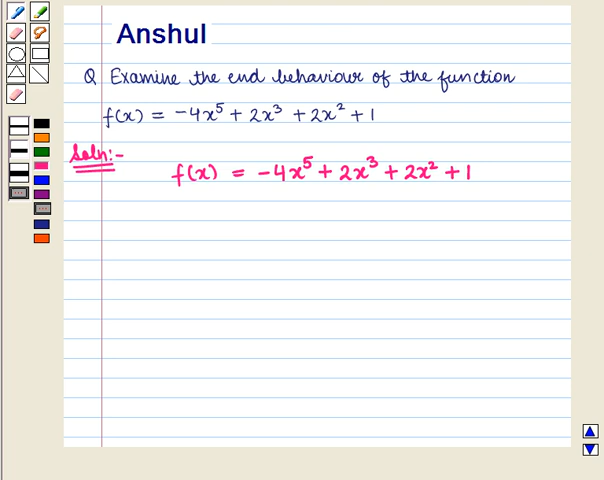 Anshul
Q Examine the end behaviour of the function
f(x) = -4x⁵ + 2x³ + 2x² + 1
Soln:-
f(x) = -4x⁵ + 2x³ + 2x² + 1